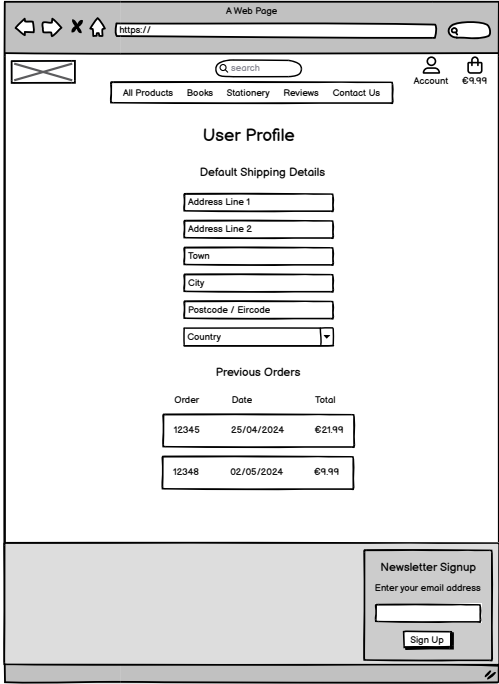 A Web Page
https://
search
Account
€9.99
All Products Books Stationery Reviews Contact Us
User Profile
Default Shipping Details
Address Line 1
Address Line 2
Town
City
Postcode / Eircode
Country
Previous Orders
Order Date Total
12345 25/04/2024 €21.99
12348 02/05/2024 €9.99
Newsletter Signup
Enter your email address
Sign Up